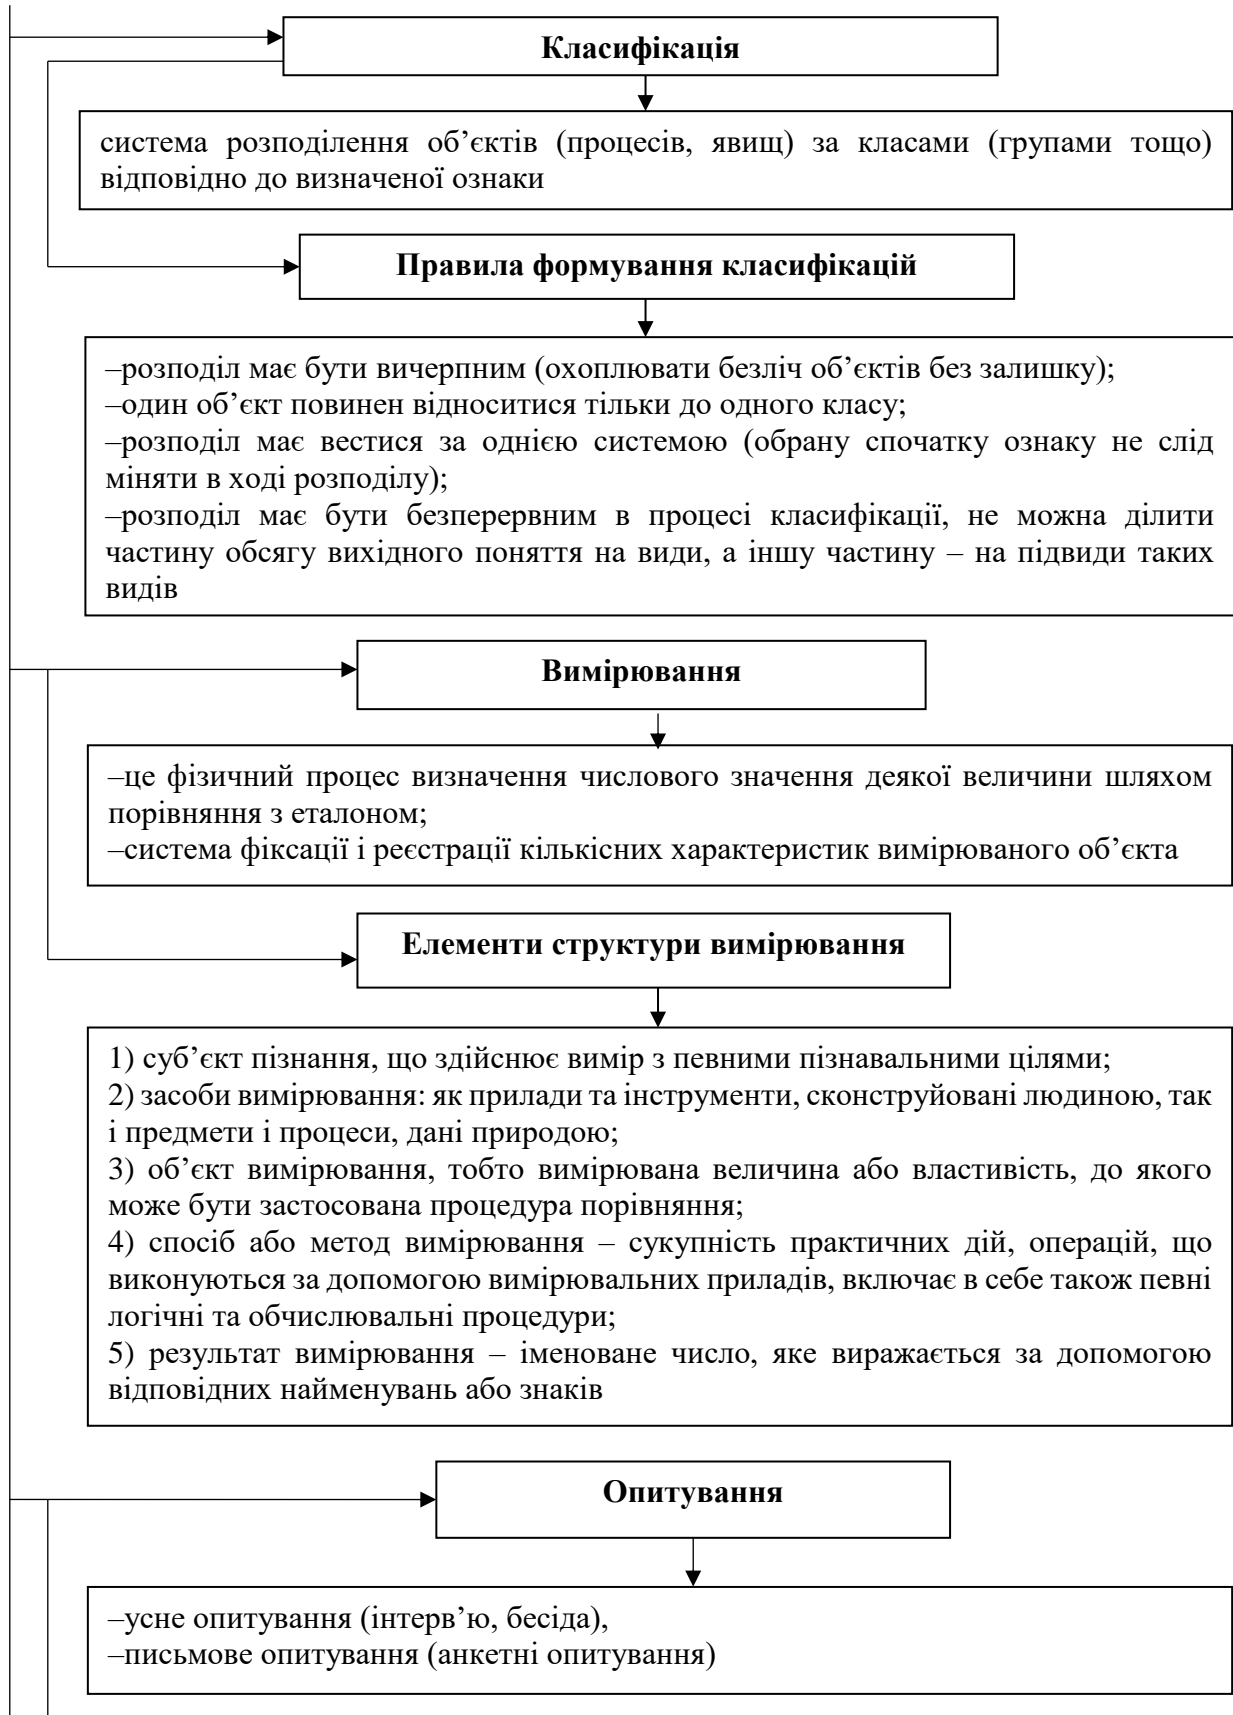 Класифікація
система розподілення об’єктів (процесів, явищ) за класами (групами тощо)
відповідно до визначеної ознаки
Правила формування класифікацій
–розподіл має бути вичерпним (охоплювати безліч об’єктів без залишку);
–один об’єкт повинен відноситися тільки до одного класу;
–розподіл має вестися за однією системою (обрану спочатку ознаку не слід
міняти в ході розподілу);
–розподіл має бути безперервним в процесі класифікації, не можна ділити
частину обсягу вихідного поняття на види, а іншу частину – на підвиди таких
видів
Вимірювання
–це фізичний процес визначення числового значення деякої величини шляхом
порівняння з еталоном;
–система фіксації і реєстрації кількісних характеристик вимірюваного об’єкта
Елементи структури вимірювання
1) суб’єкт пізнання, що здійснює вимір з певними пізнавальними цілями;
2) засоби вимірювання: як прилади та інструменти, сконструйовані людиною, так
і предмети і процеси, дані природою;
3) об’єкт вимірювання, тобто вимірювана величина або властивість, до якого
може бути застосована процедура порівняння;
4) спосіб або метод вимірювання – сукупність практичних дій, операцій, що
виконуються за допомогою вимірювальних приладів, включає в себе також певні
логічні та обчислювальні процедури;
5) результат вимірювання – іменоване число, яке виражається за допомогою
відповідних найменувань або знаків
Опитування
–усне опитування (інтерв’ю, бесіда),
–письмове опитування (анкетні опитування)